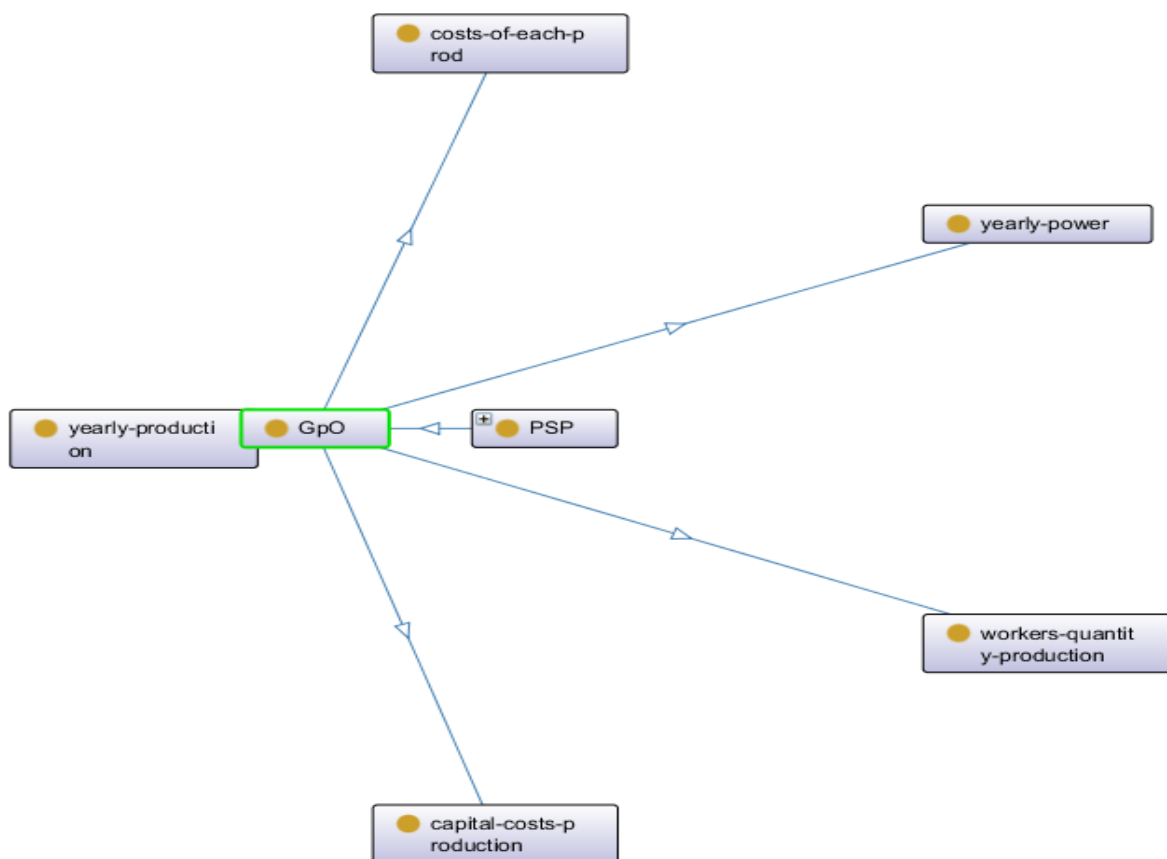 costs-of-each-p
rod
yearly-power
yearly-producti
on
GpO
PSP
workers-quantit
y-production
capital-costs-p
roduction